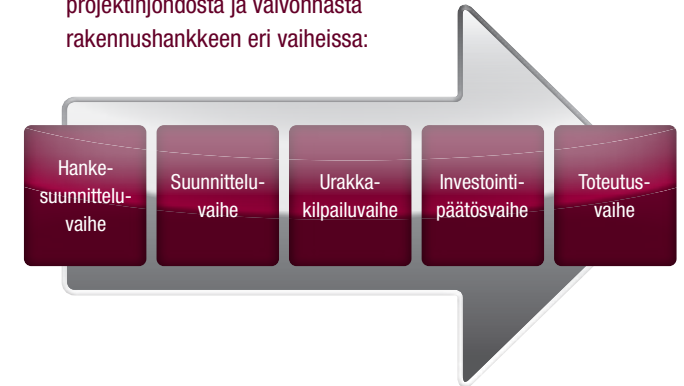 projektinjohdosta ja valvonnasta
rakennushankkeen eri vaiheissa:
Hanke-
suunnittelu-
vaihe
Suunnittelu-
vaihe
Urakka-
kilpailuvaihe
Investointi-
päätösvaihe
Toteutus-
vaihe